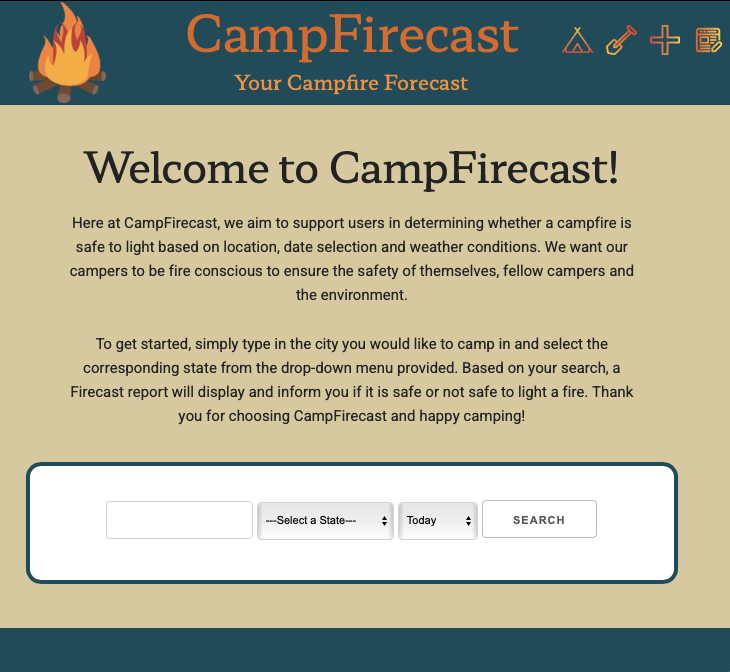 CampFirecast
Your Campfire Forecast
Welcome to CampFirecast!
Here at CampFirecast, we aim to support users in determining whether a campfire is
safe to light based on location, date selection and weather conditions. We want our
campers to be fire conscious to ensure the safety of themselves, fellow campers and
the environment.
To get started, simply type in the city you would like to camp in and select the
corresponding state from the drop-down menu provided. Based on your search, a
Firecast report will display and inform you if it is safe or not safe to light a fire. Thank
you for choosing CampFirecast and happy camping!
---Select a State--- Today SEARCH